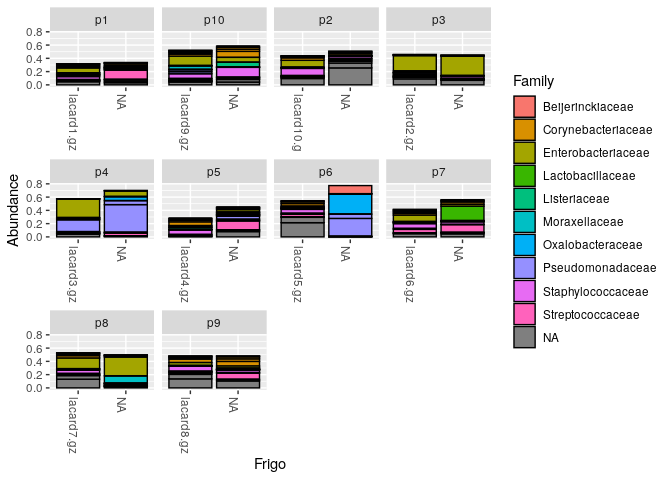 p1 p10 p2 p3
0.8
0.6
0.4
0.2
0.0
lacard1.gz NA lacard9.gz NA lacard10.g NA lacard2.gz NA
p4 p5 p6 p7
0.8
0.6
0.4
0.2
0.0
lacard3.gz NA lacard4.gz NA lacard5.gz NA lacard6.gz NA
p8 p9
0.8
0.6
0.4
0.2
0.0
lacard7.gz NA lacard8.gz NA
Abundance
Frigo
Family
Beijerinckiaceae
Corynebacteriaceae
Enterobacteriaceae
Lactobacillaceae
Listeriaceae
Moraxellaceae
Oxalobacteraceae
Pseudomonadaceae
Staphylococcaceae
Streptococcaceae
NA